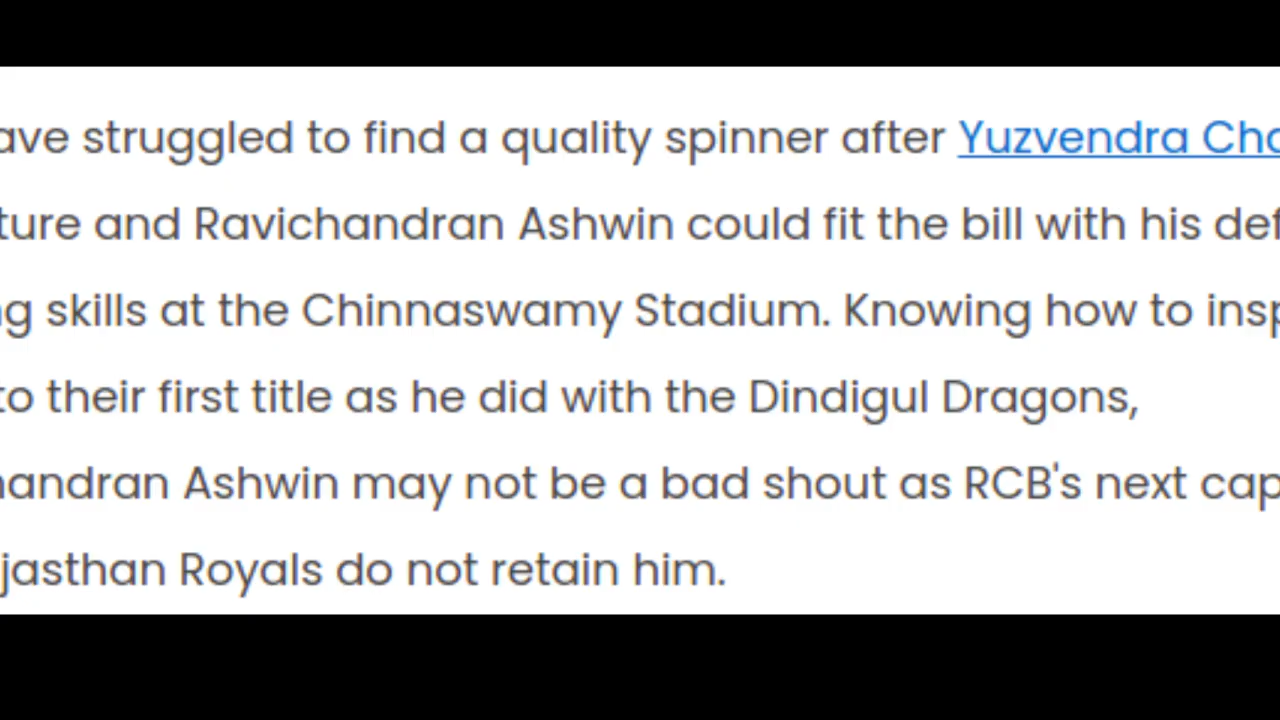 ave struggled to find a quality spinner after Yuzvendra Cha
ture and Ravichandran Ashwin could fit the bill with his def
ng skills at the Chinnaswamy Stadium. Knowing how to insp
to their first title as he did with the Dindigul Dragons,
handran Ashwin may not be a bad shout as RCB's next cap
jasthan Royals do not retain him.